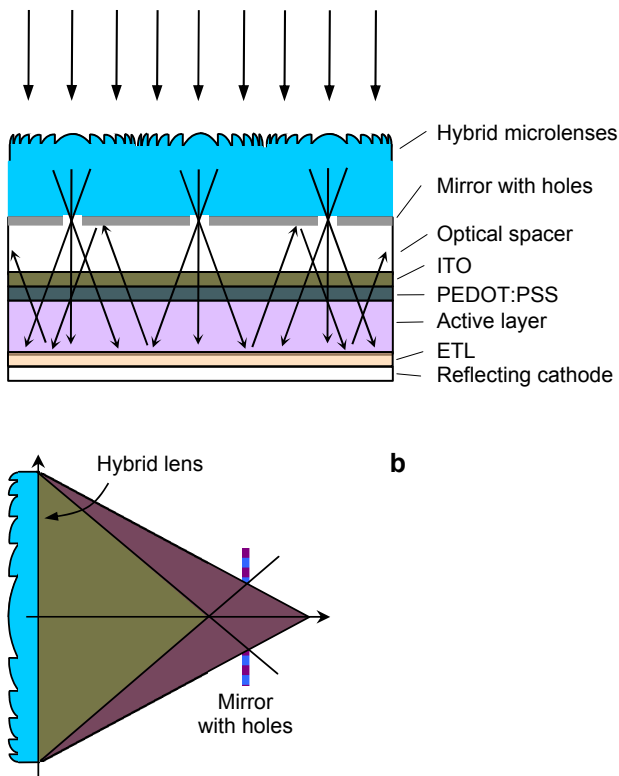 Hybrid microlenses
Mirror with holes
Optical spacer
ITO
PEDOT:PSS
Active layer
ETL
Reflecting cathode
Hybrid lens
b
Mirror
with holes